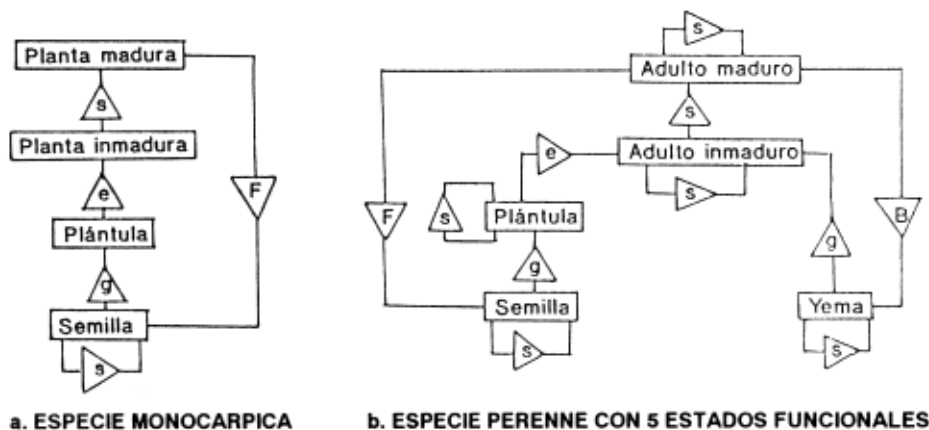 Planta madura
s
Planta inmadura
e
F
Plántula
g
Semilla
s
a. ESPECIE MONOCARPICA
s
Adulto maduro
s
e
Adulto inmaduro
s
F
s
Plántula
B
g
g
Semilla
Yema
s
s
b. ESPECIE PERENNE CON 5 ESTADOS FUNCIONALES